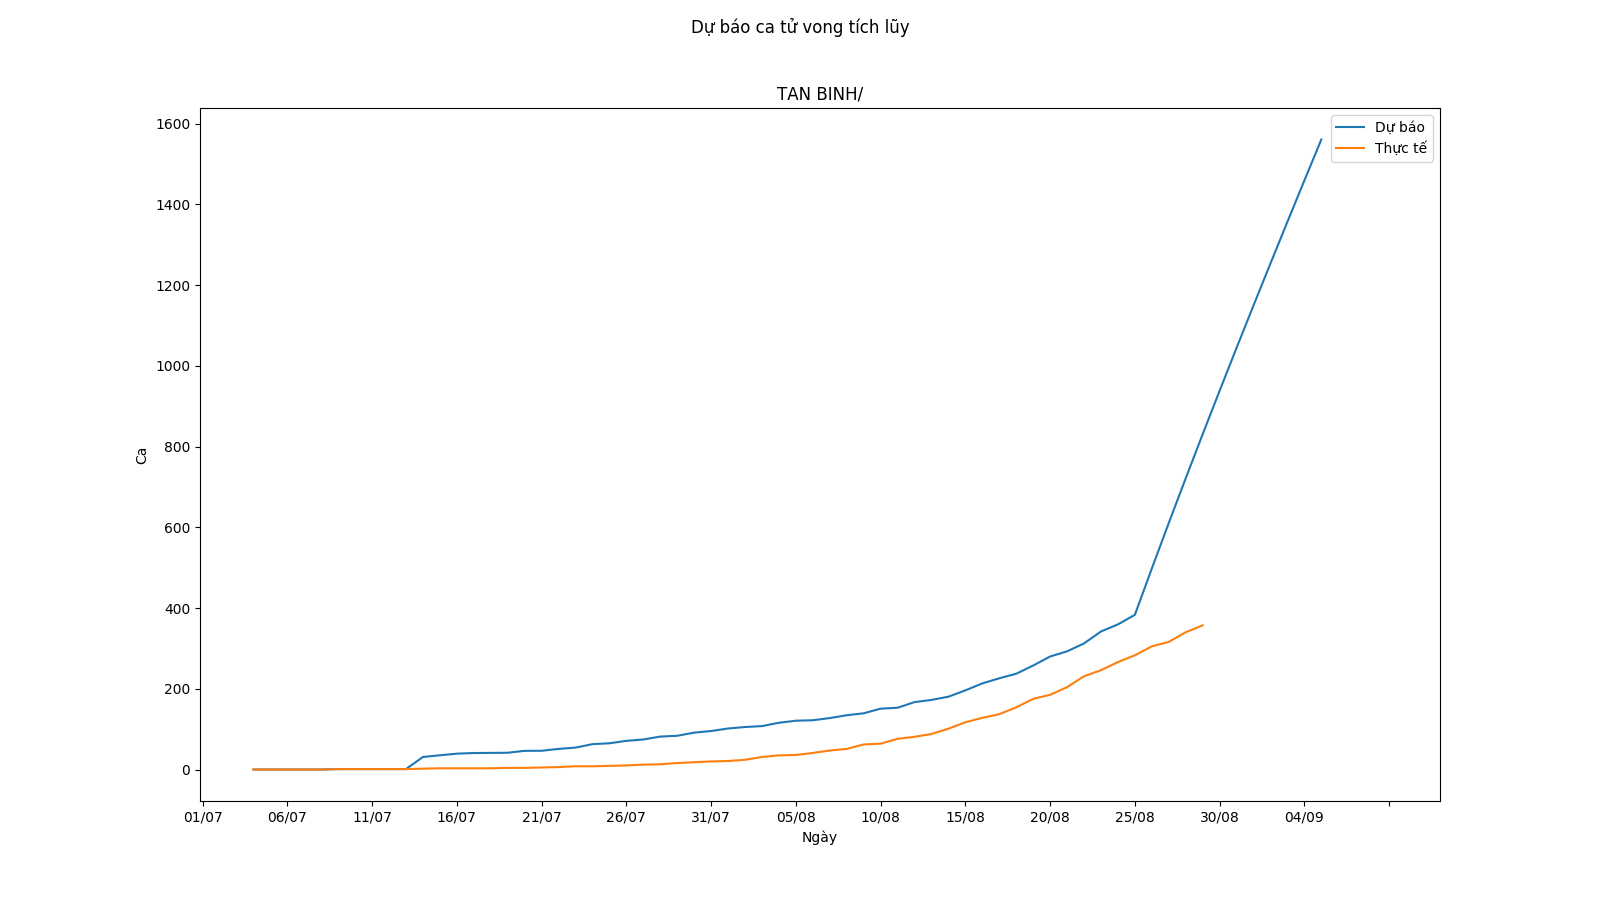 Dự báo ca tử vong tích lũy
TAN BINH/
Dự báo
Thực tế
1600
1400
1200
1000
800
600
400
200
0
Ca
01/07 06/07 11/07 16/07 21/07 26/07 31/07 05/08 10/08 15/08 20/08 25/08 30/08 04/09
Ngày